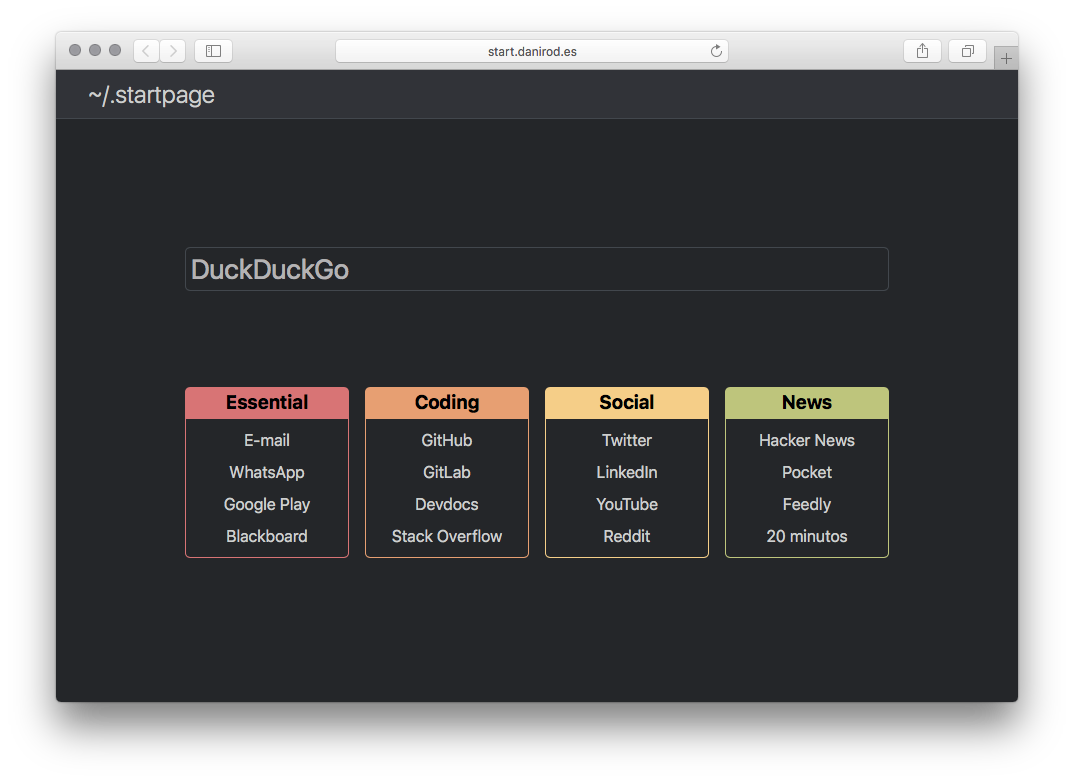 start.danirod.es
~/.startpage
DuckDuckGo
Essential
E-mail
WhatsApp
Google Play
Blackboard
Coding
GitHub
GitLab
Devdocs
Stack Overflow
Social
Twitter
LinkedIn
YouTube
Reddit
News
Hacker News
Pocket
Feedly
20 minutos